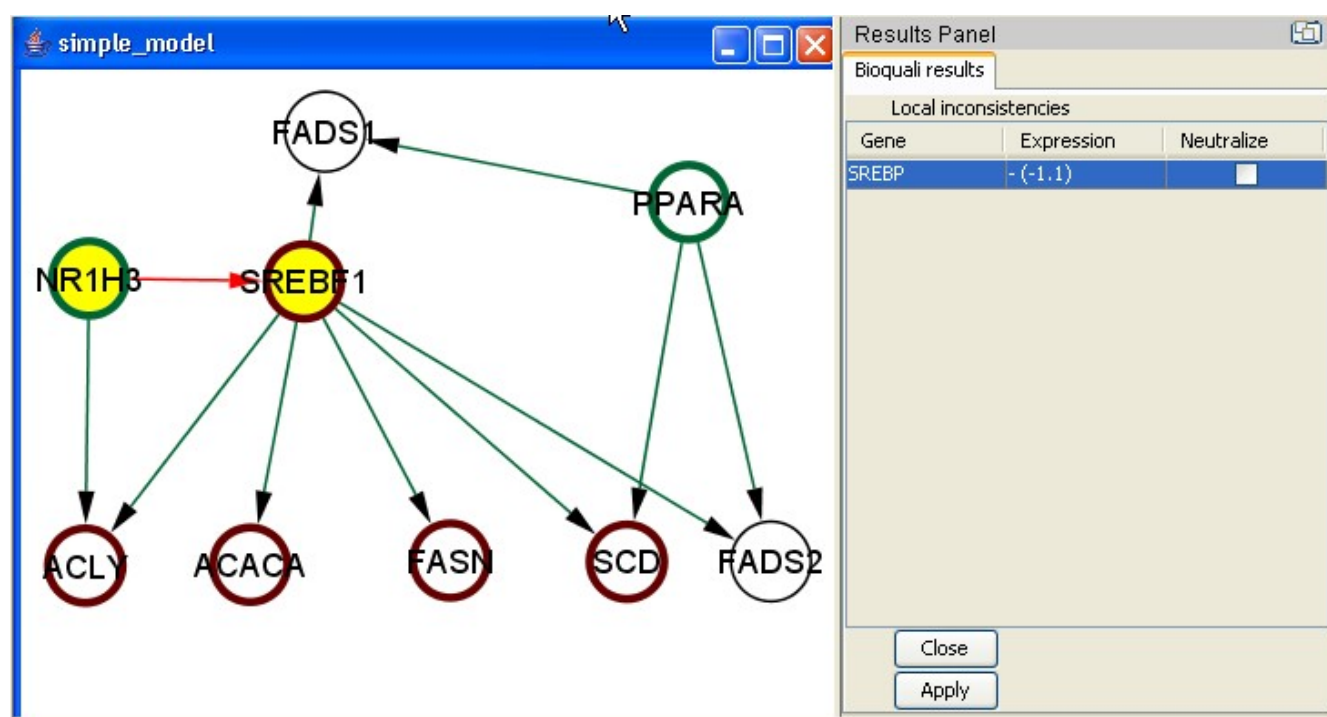 simple_model
FADS1
PPARA
NR1H3
SREBF1
ACLY
ACACA
FASN
SCD
FADS2
Results Panel
Bioquali results
Local inconsistencies
Gene Expression Neutralize
SREBP - (-1.1)
Close
Apply